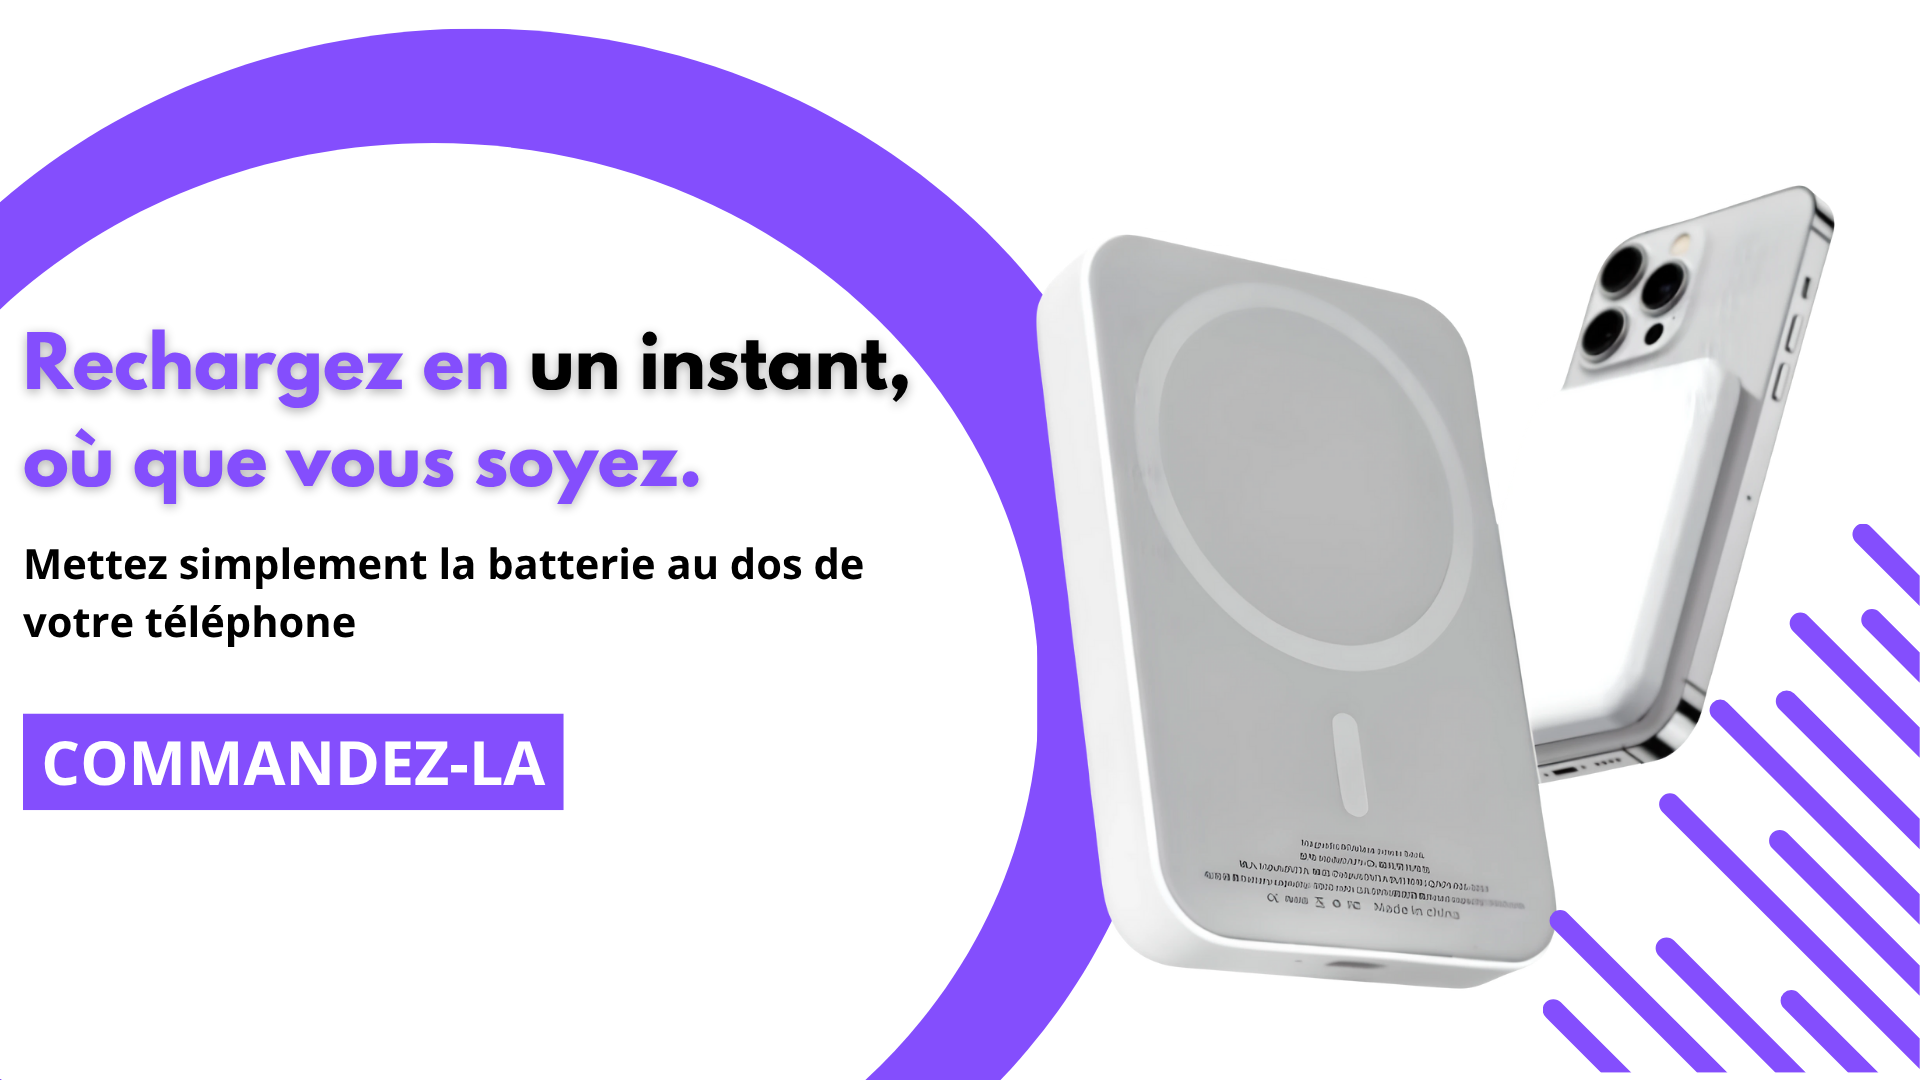 Rechargez en un instant,
où que vous soyez.
Mettez simplement la batterie au dos de
votre téléphone
COMMANDEZ-LA
Made in china